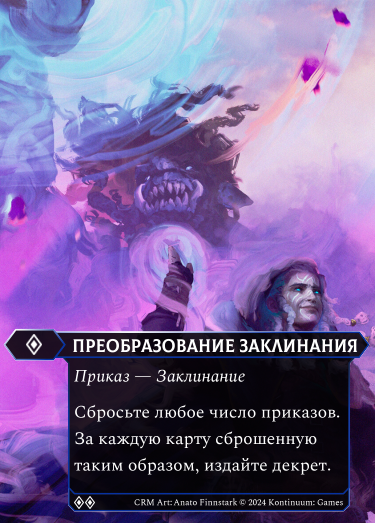 ПРЕОБРАЗОВАНИЕ ЗАКЛИНАНИЯ
Приказ — Заклинание
Сбросьте любое число приказов.
За каждую карту сброшенную
таким образом, издайте декрет.
CRM Art: Anato Finnstark © 2024 Kontinuum: Games